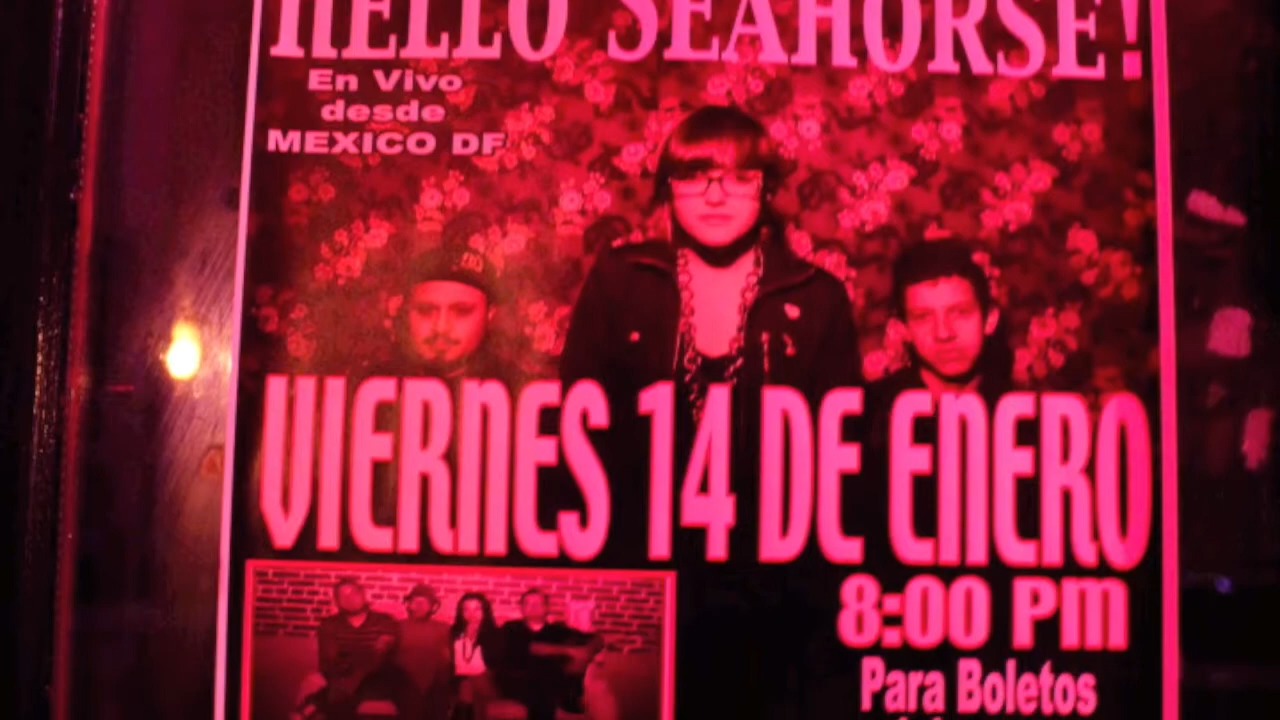 HELLO SEAHORSE!
En Vivo
desde
MEXICO DF
VIERNES 14 DE ENERO
8:00 PM
Para Boletos